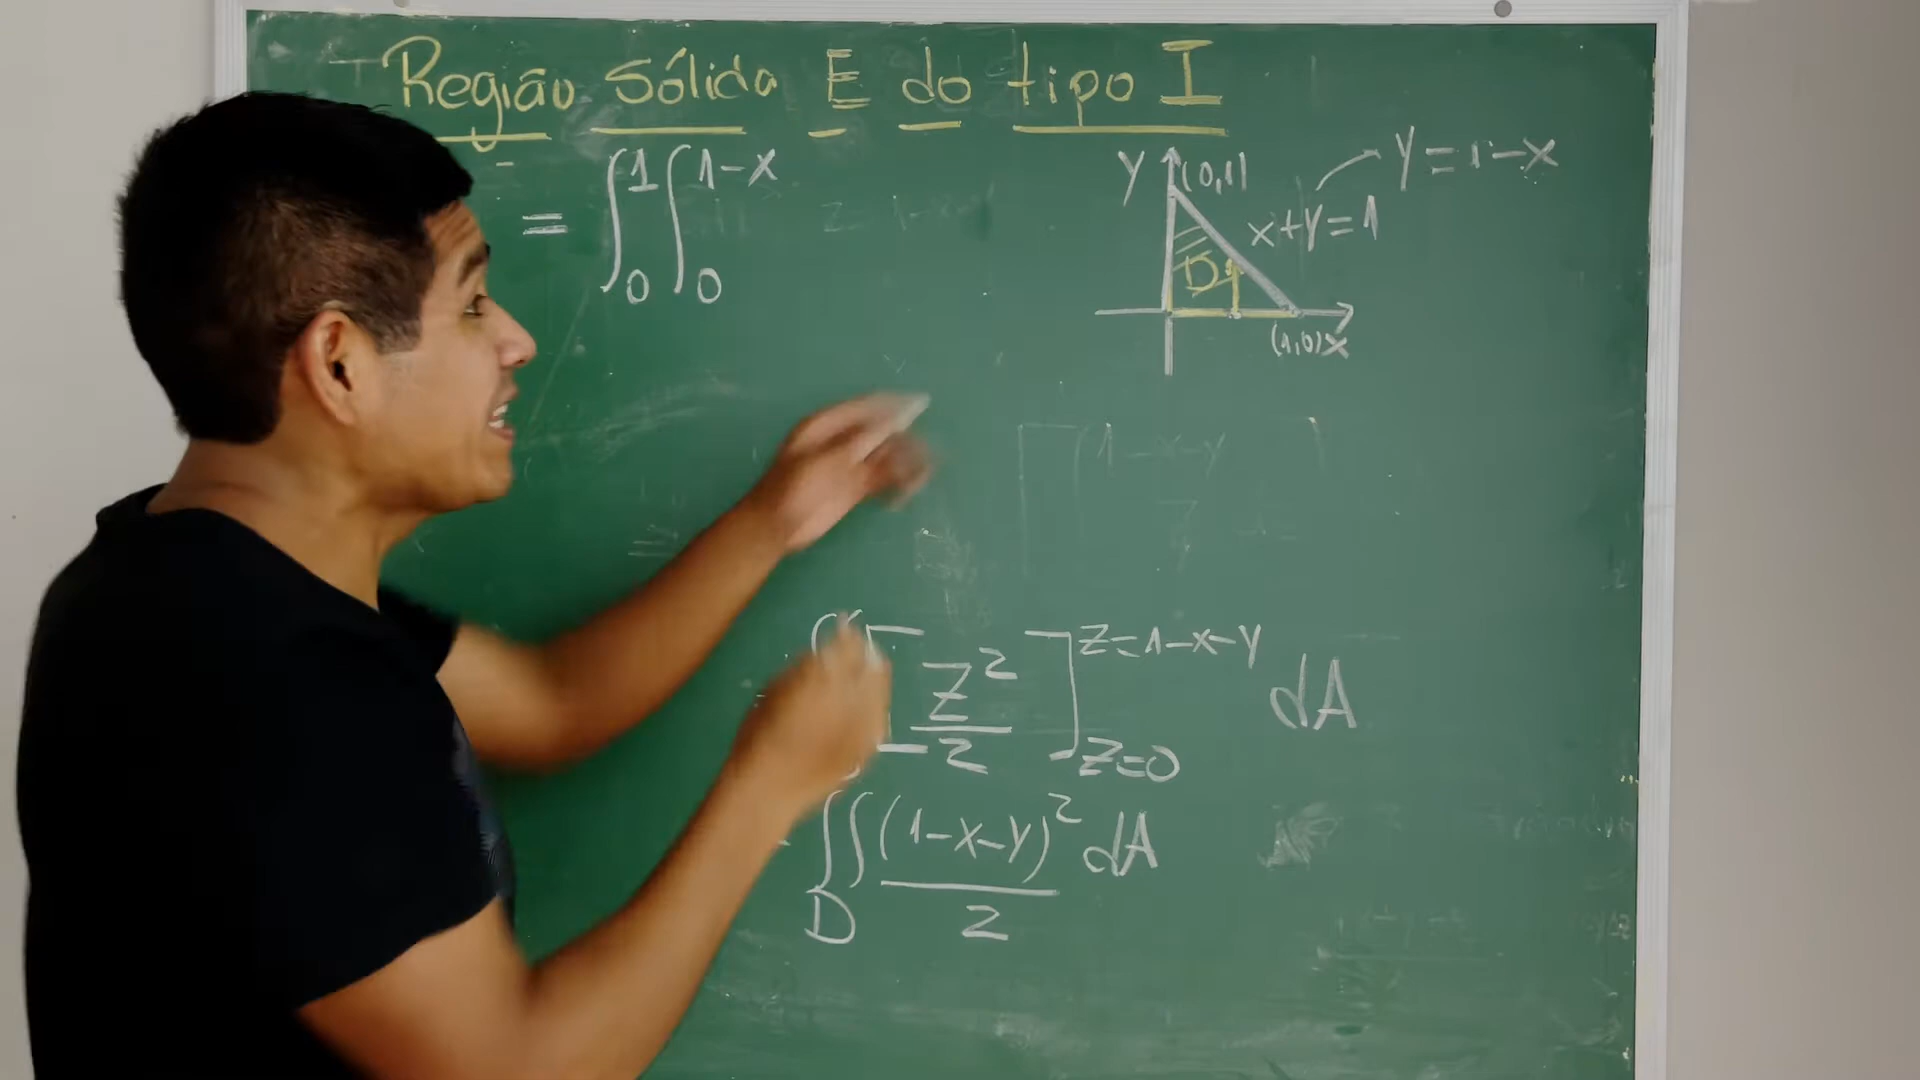 Região Sólida E do tipo I
= ∫₀¹ ∫₀^{1-x}
y (0,1) y = 1-x
x+y=1
D
(1,0) x
(1-x-y
[z²/2]_{z=0}^{z=1-x-y} dA
∬_D (1-x-y)²/2 dA